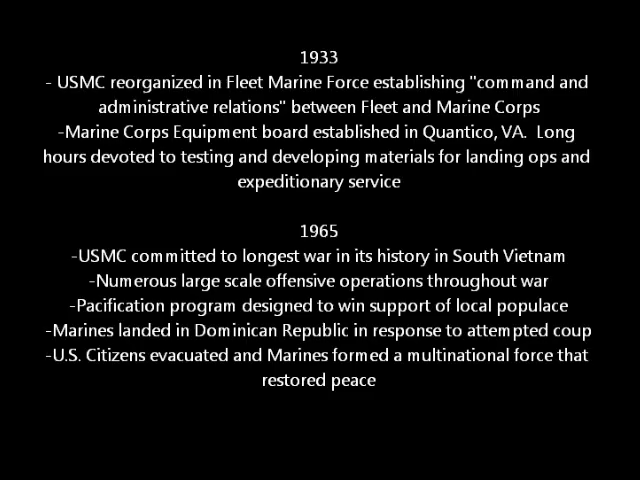 1933
- USMC reorganized in Fleet Marine Force establishing "command and
administrative relations" between Fleet and Marine Corps
-Marine Corps Equipment board established in Quantico, VA.  Long
hours devoted to testing and developing materials for landing ops and
expeditionary service
1965
-USMC committed to longest war in its history in South Vietnam
-Numerous large scale offensive operations throughout war
-Pacification program designed to win support of local populace
-Marines landed in Dominican Republic in response to attempted coup
-U.S. Citizens evacuated and Marines formed a multinational force that
restored peace